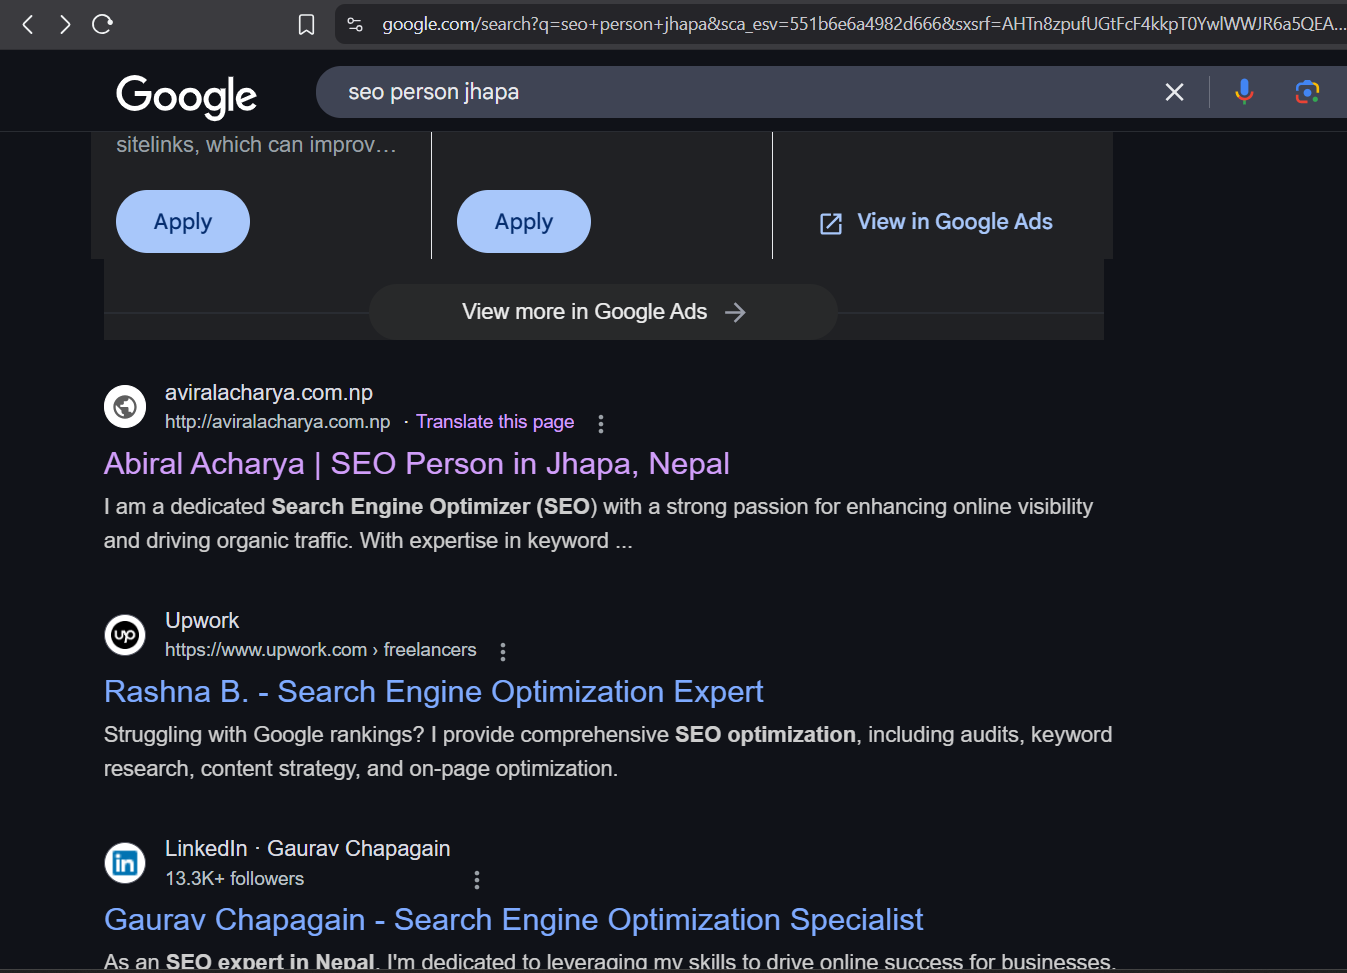 google.com/search?q=seo+person+jhapa&sca_esv=551b6e6a4982d666&sxsrf=AHTn8zpufUGtFcF4kkpT0YwlWWJR6a5QEA...
Google
seo person jhapa
sitelinks, which can improv...
Apply
Apply
View in Google Ads
View more in Google Ads
aviralacharya.com.np
http://aviralacharya.com.np · Translate this page
Abiral Acharya | SEO Person in Jhapa, Nepal
I am a dedicated Search Engine Optimizer (SEO) with a strong passion for enhancing online visibility
and driving organic traffic. With expertise in keyword ...
up
Upwork
https://www.upwork.com › freelancers
Rashna B. - Search Engine Optimization Expert
Struggling with Google rankings? I provide comprehensive SEO optimization, including audits, keyword
research, content strategy, and on-page optimization.
in
LinkedIn · Gaurav Chapagain
13.3K+ followers
Gaurav Chapagain - Search Engine Optimization Specialist
As an SEO expert in Nepal, I'm dedicated to leveraging my skills to drive online success for businesses.